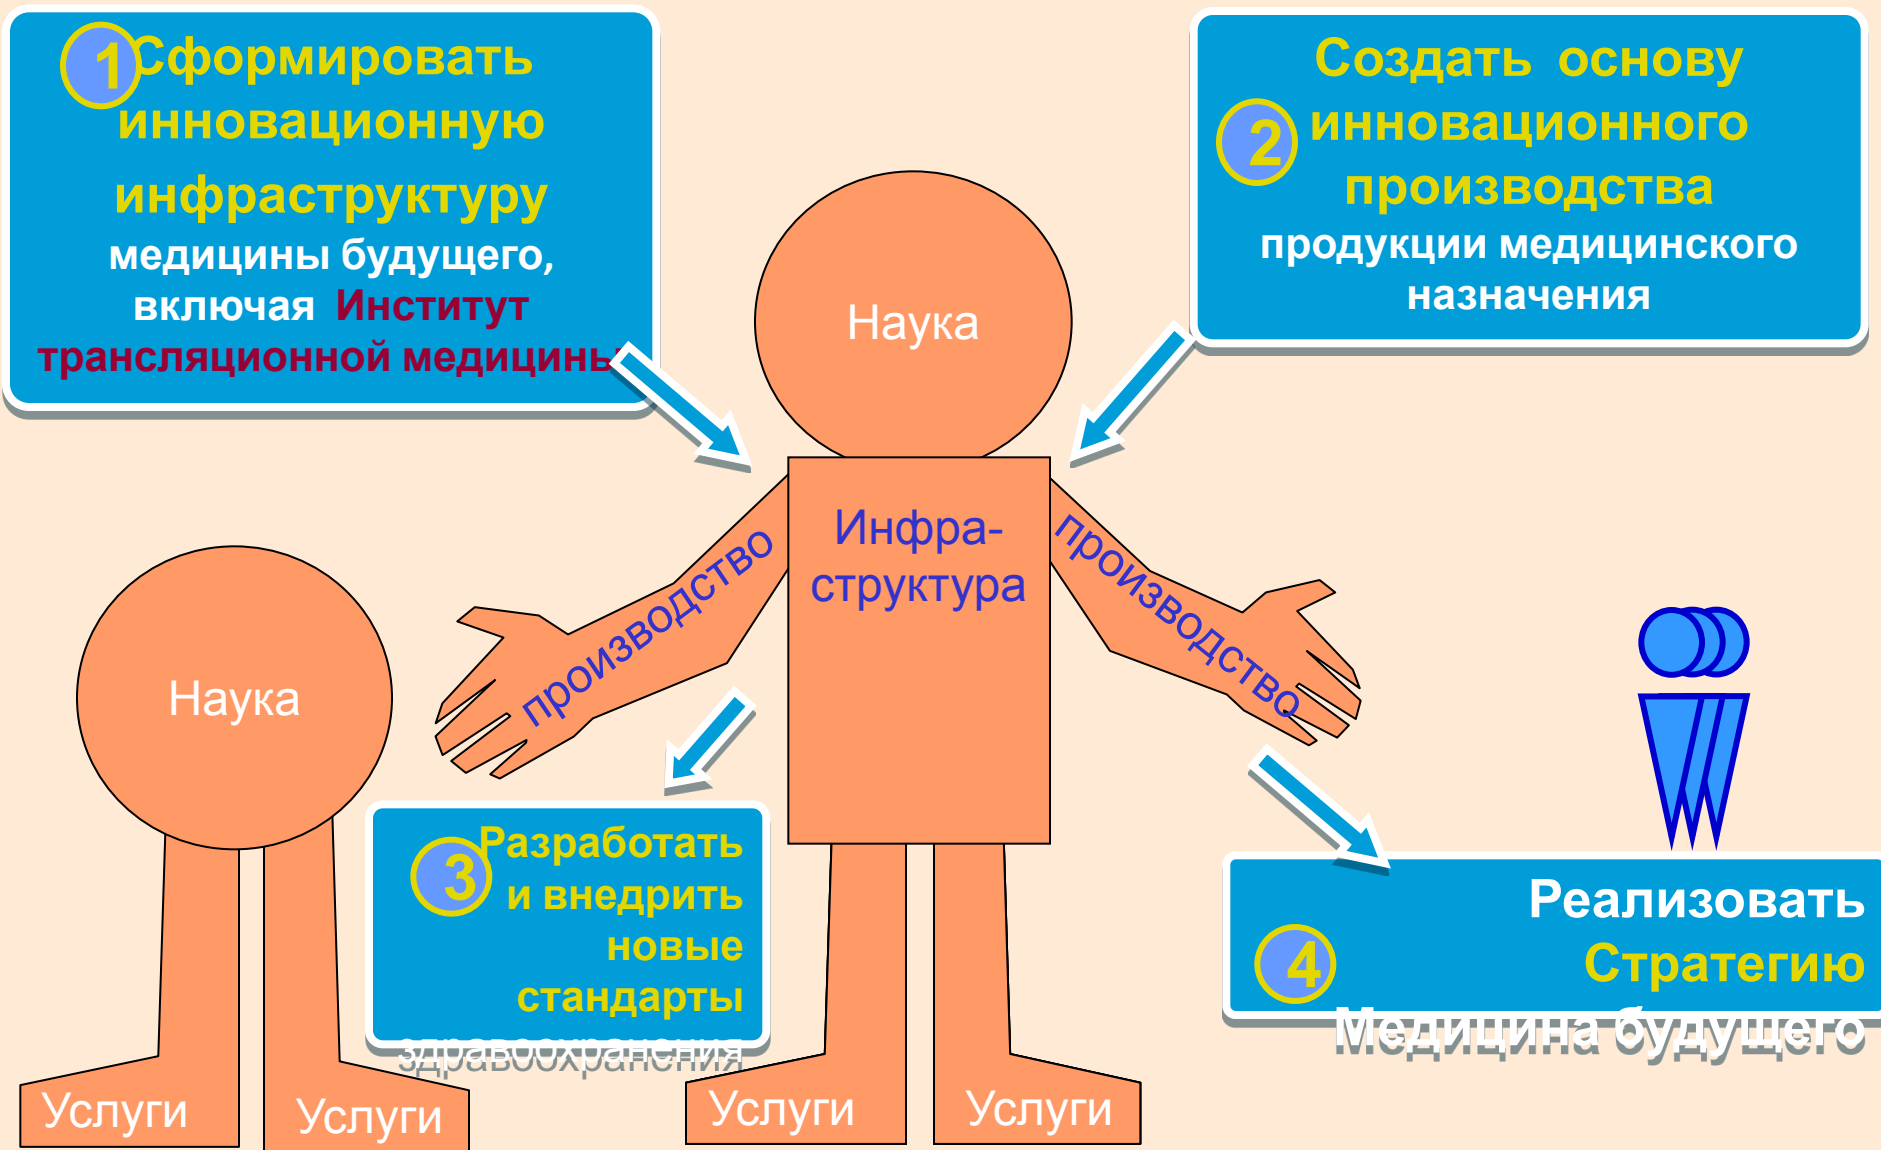 1
Сформировать
инновационную
инфраструктуру
медицины будущего,
включая Институт
трансляционной медицины
2
Создать основу
инновационного
производства
продукции медицинского
назначения
Наука
Инфра-
структура
производство
производство
Наука
3
Разработать
и внедрить
новые
стандарты
здравоохранения
4
Реализовать
Стратегию
Медицина будущего
Услуги
Услуги
Услуги
Услуги